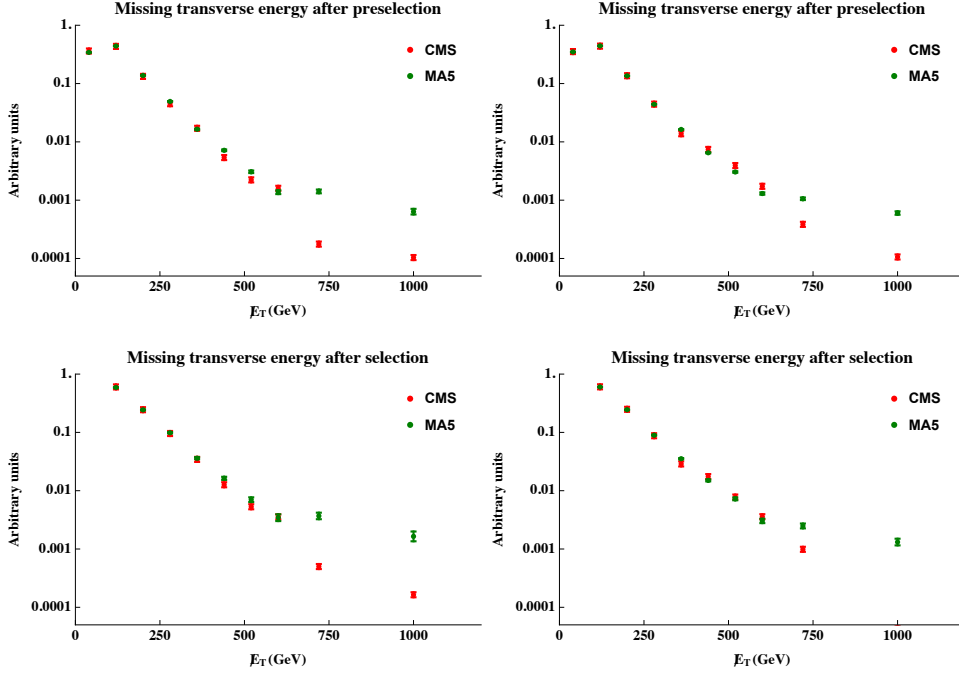 Missing transverse energy after preselection
Arbitrary units
1.
0.1
0.01
0.001
0.0001
0
250
500
750
1000
E̸T (GeV)
CMS
MA5
Missing transverse energy after preselection
Arbitrary units
1.
0.1
0.01
0.001
0.0001
0
250
500
750
1000
E̸T (GeV)
CMS
MA5
Missing transverse energy after selection
Arbitrary units
1.
0.1
0.01
0.001
0.0001
0
250
500
750
1000
E̸T (GeV)
CMS
MA5
Missing transverse energy after selection
Arbitrary units
1.
0.1
0.01
0.001
0.0001
0
250
500
750
1000
E̸T (GeV)
CMS
MA5